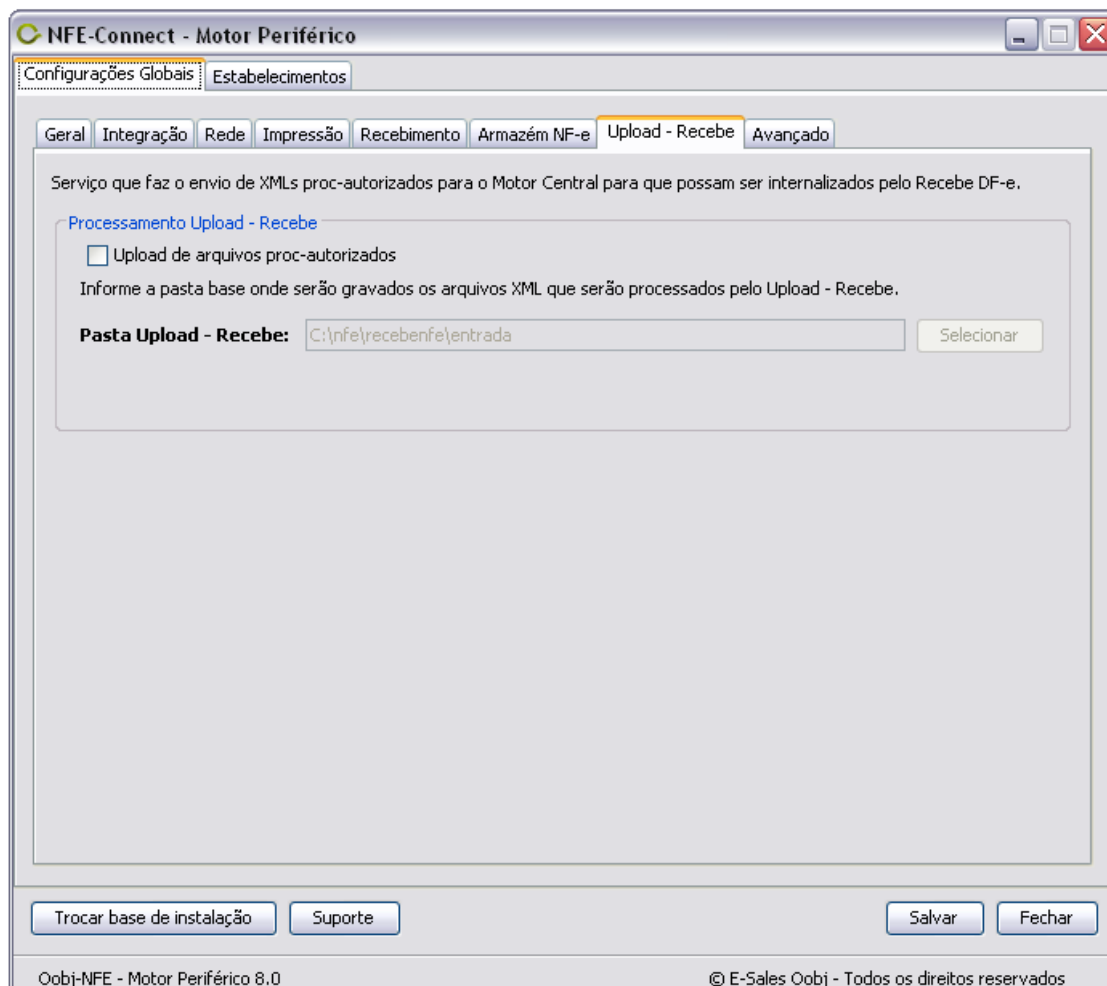 NFE-Connect - Motor Periférico
Configurações Globais Estabelecimentos
Geral Integração Rede Impressão Recebimento Armazém NF-e Upload - Recebe Avançado
Serviço que faz o envio de XMLs proc-autorizados para o Motor Central para que possam ser internalizados pelo Recebe DF-e.
Processamento Upload - Recebe
Upload de arquivos proc-autorizados
Informe a pasta base onde serão gravados os arquivos XML que serão processados pelo Upload - Recebe.
Pasta Upload - Recebe: C:\nfe\recebenfe\entrada Selecionar
Trocar base de instalação Suporte Salvar Fechar
Oobj-NFE - Motor Periférico 8.0 © E-Sales Oobj - Todos os direitos reservados